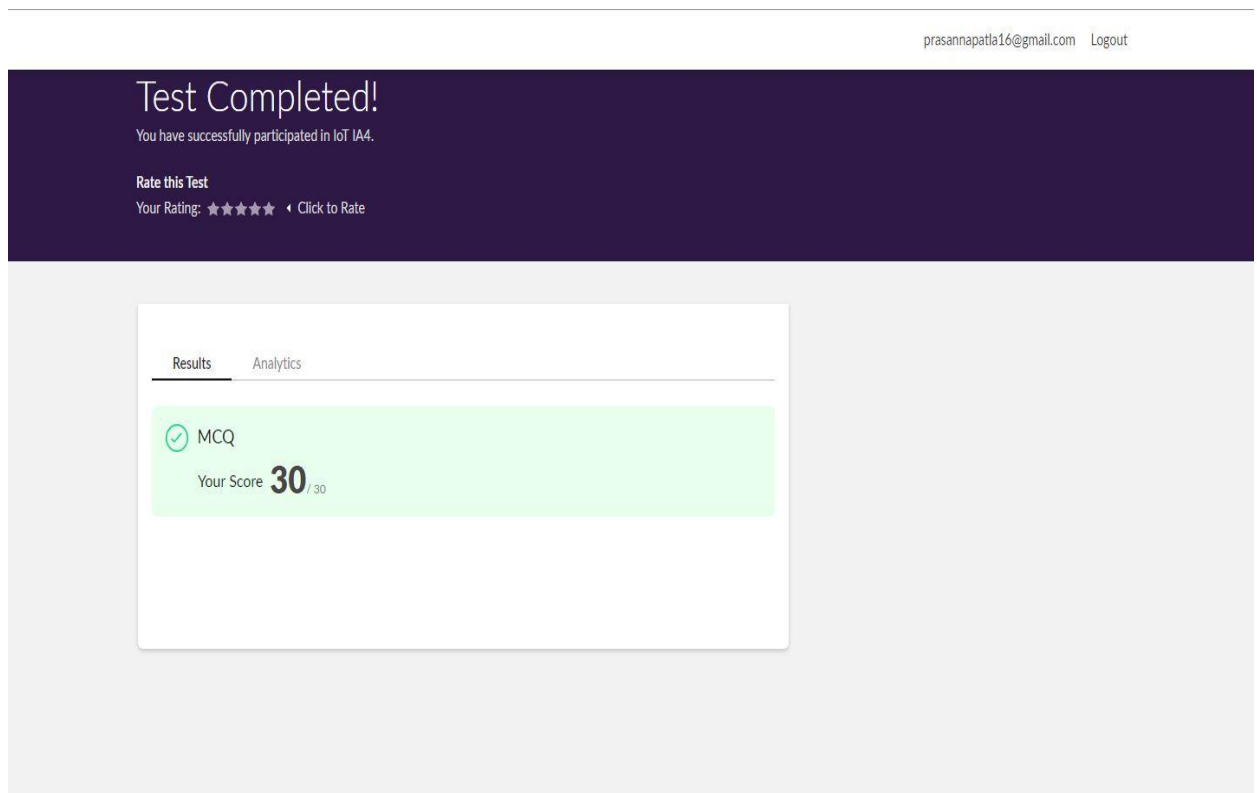 prasannapatla16@gmail.com Logout
Test Completed!
You have successfully participated in IoT IA4.
Rate this Test
Your Rating: Click to Rate
Results Analytics
MCQ
Your Score 30 / 30